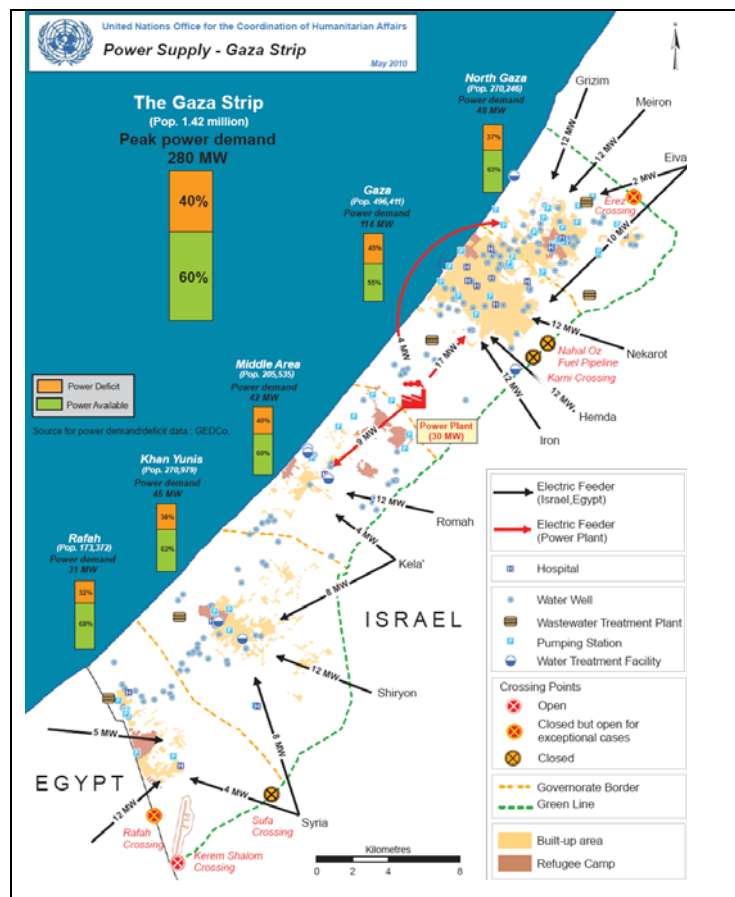 United Nations Office for the Coordination of Humanitarian Affairs
Power Supply - Gaza Strip
May 2010
The Gaza Strip
(Pop. 1.42 million)
Peak power demand
280 MW
40%
60%
North Gaza
(Pop. 270,246)
Power demand
48 MW
37%
63%
Gaza
(Pop. 496,411)
Power demand
114 MW
45%
55%
Middle Area
(Pop. 205,535)
Power demand
42 MW
40%
60%
Khan Yunis
(Pop. 270,979)
Power demand
45 MW
38%
62%
Rafah
(Pop. 173,372)
Power demand
31 MW
32%
68%
Power Deficit
Power Available
Source for power demand/deficit data : GEDCo.
N
Grizim
Meiron
Eiva
12 MW
12 MW
2 MW
Erez
Crossing
10 MW
12 MW
Nekarot
Nahal Oz
Fuel Pipeline
Karni Crossing
12 MW
Hemda
12 MW
Iron
4 MW
17 MW
9 MW
Power Plant
(30 MW)
12 MW
Romah
4 MW
Kela'
8 MW
ISRAEL
12 MW
Shiryon
8 MW
4 MW
Syria
5 MW
EGYPT
12 MW
Rafah
Crossing
Sufa
Crossing
Kerem Shalom
Crossing
Kilometres
0 2 4 8
Electric Feeder
(Israel,Egypt)
Electric Feeder
(Power Plant)
H Hospital
Water Well
Wastewater Treatment Plant
P Pumping Station
Water Treatment Facility
Crossing Points
Open
Closed but open for
exceptional cases
Closed
Governorate Border
Green Line
Built-up area
Refugee Camp